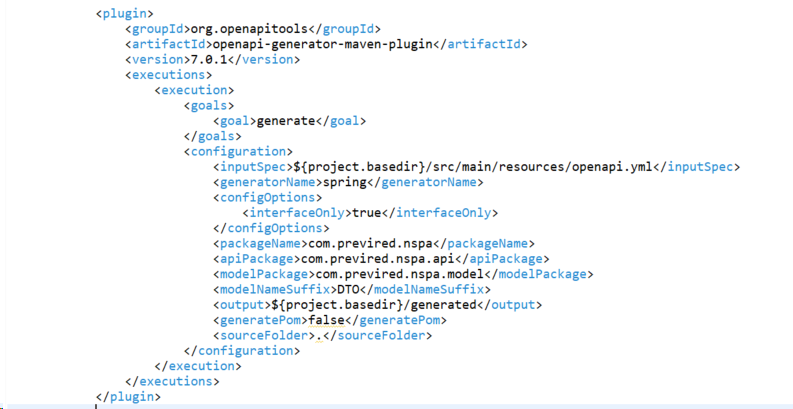 <plugin>
<groupId>org.openapitools</groupId>
<artifactId>openapi-generator-maven-plugin</artifactId>
<version>7.0.1</version>
<executions>
<execution>
<goals>
<goal>generate</goal>
</goals>
<configuration>
<inputSpec>${project.basedir}/src/main/resources/openapi.yml</inputSpec>
<generatorName>spring</generatorName>
<configOptions>
<interfaceOnly>true</interfaceOnly>
</configOptions>
<packageName>com.previred.nspa</packageName>
<apiPackage>com.previred.nspa.api</apiPackage>
<modelPackage>com.previred.nspa.model</modelPackage>
<modelNameSuffix>DTO</modelNameSuffix>
<output>${project.basedir}/generated</output>
<generatePom>false</generatePom>
<sourceFolder>.</sourceFolder>
</configuration>
</execution>
</executions>
</plugin>